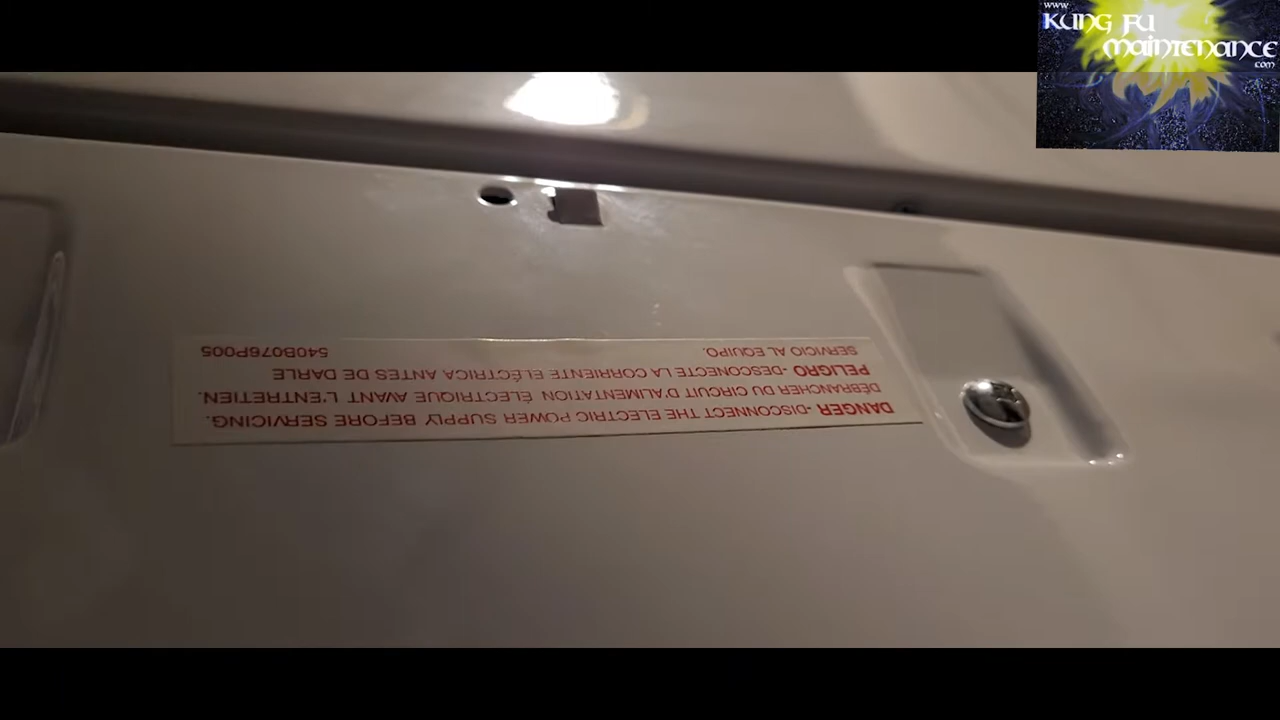 www
KUNG FU
MAINTENANCE
.COM
DANGER -DISCONNECT THE ELECTRIC POWER SUPPLY BEFORE SERVICING.
DÉBRANCHER DU CIRCUIT D'ALIMENTATION ÉLECTRIQUE AVANT L'ENTRETIEN.
PELIGRO -DESCONECTE LA CORRIENTE ELÉCTRICA ANTES DE DARLE
SERVICIO AL EQUIPO. 540B076P005